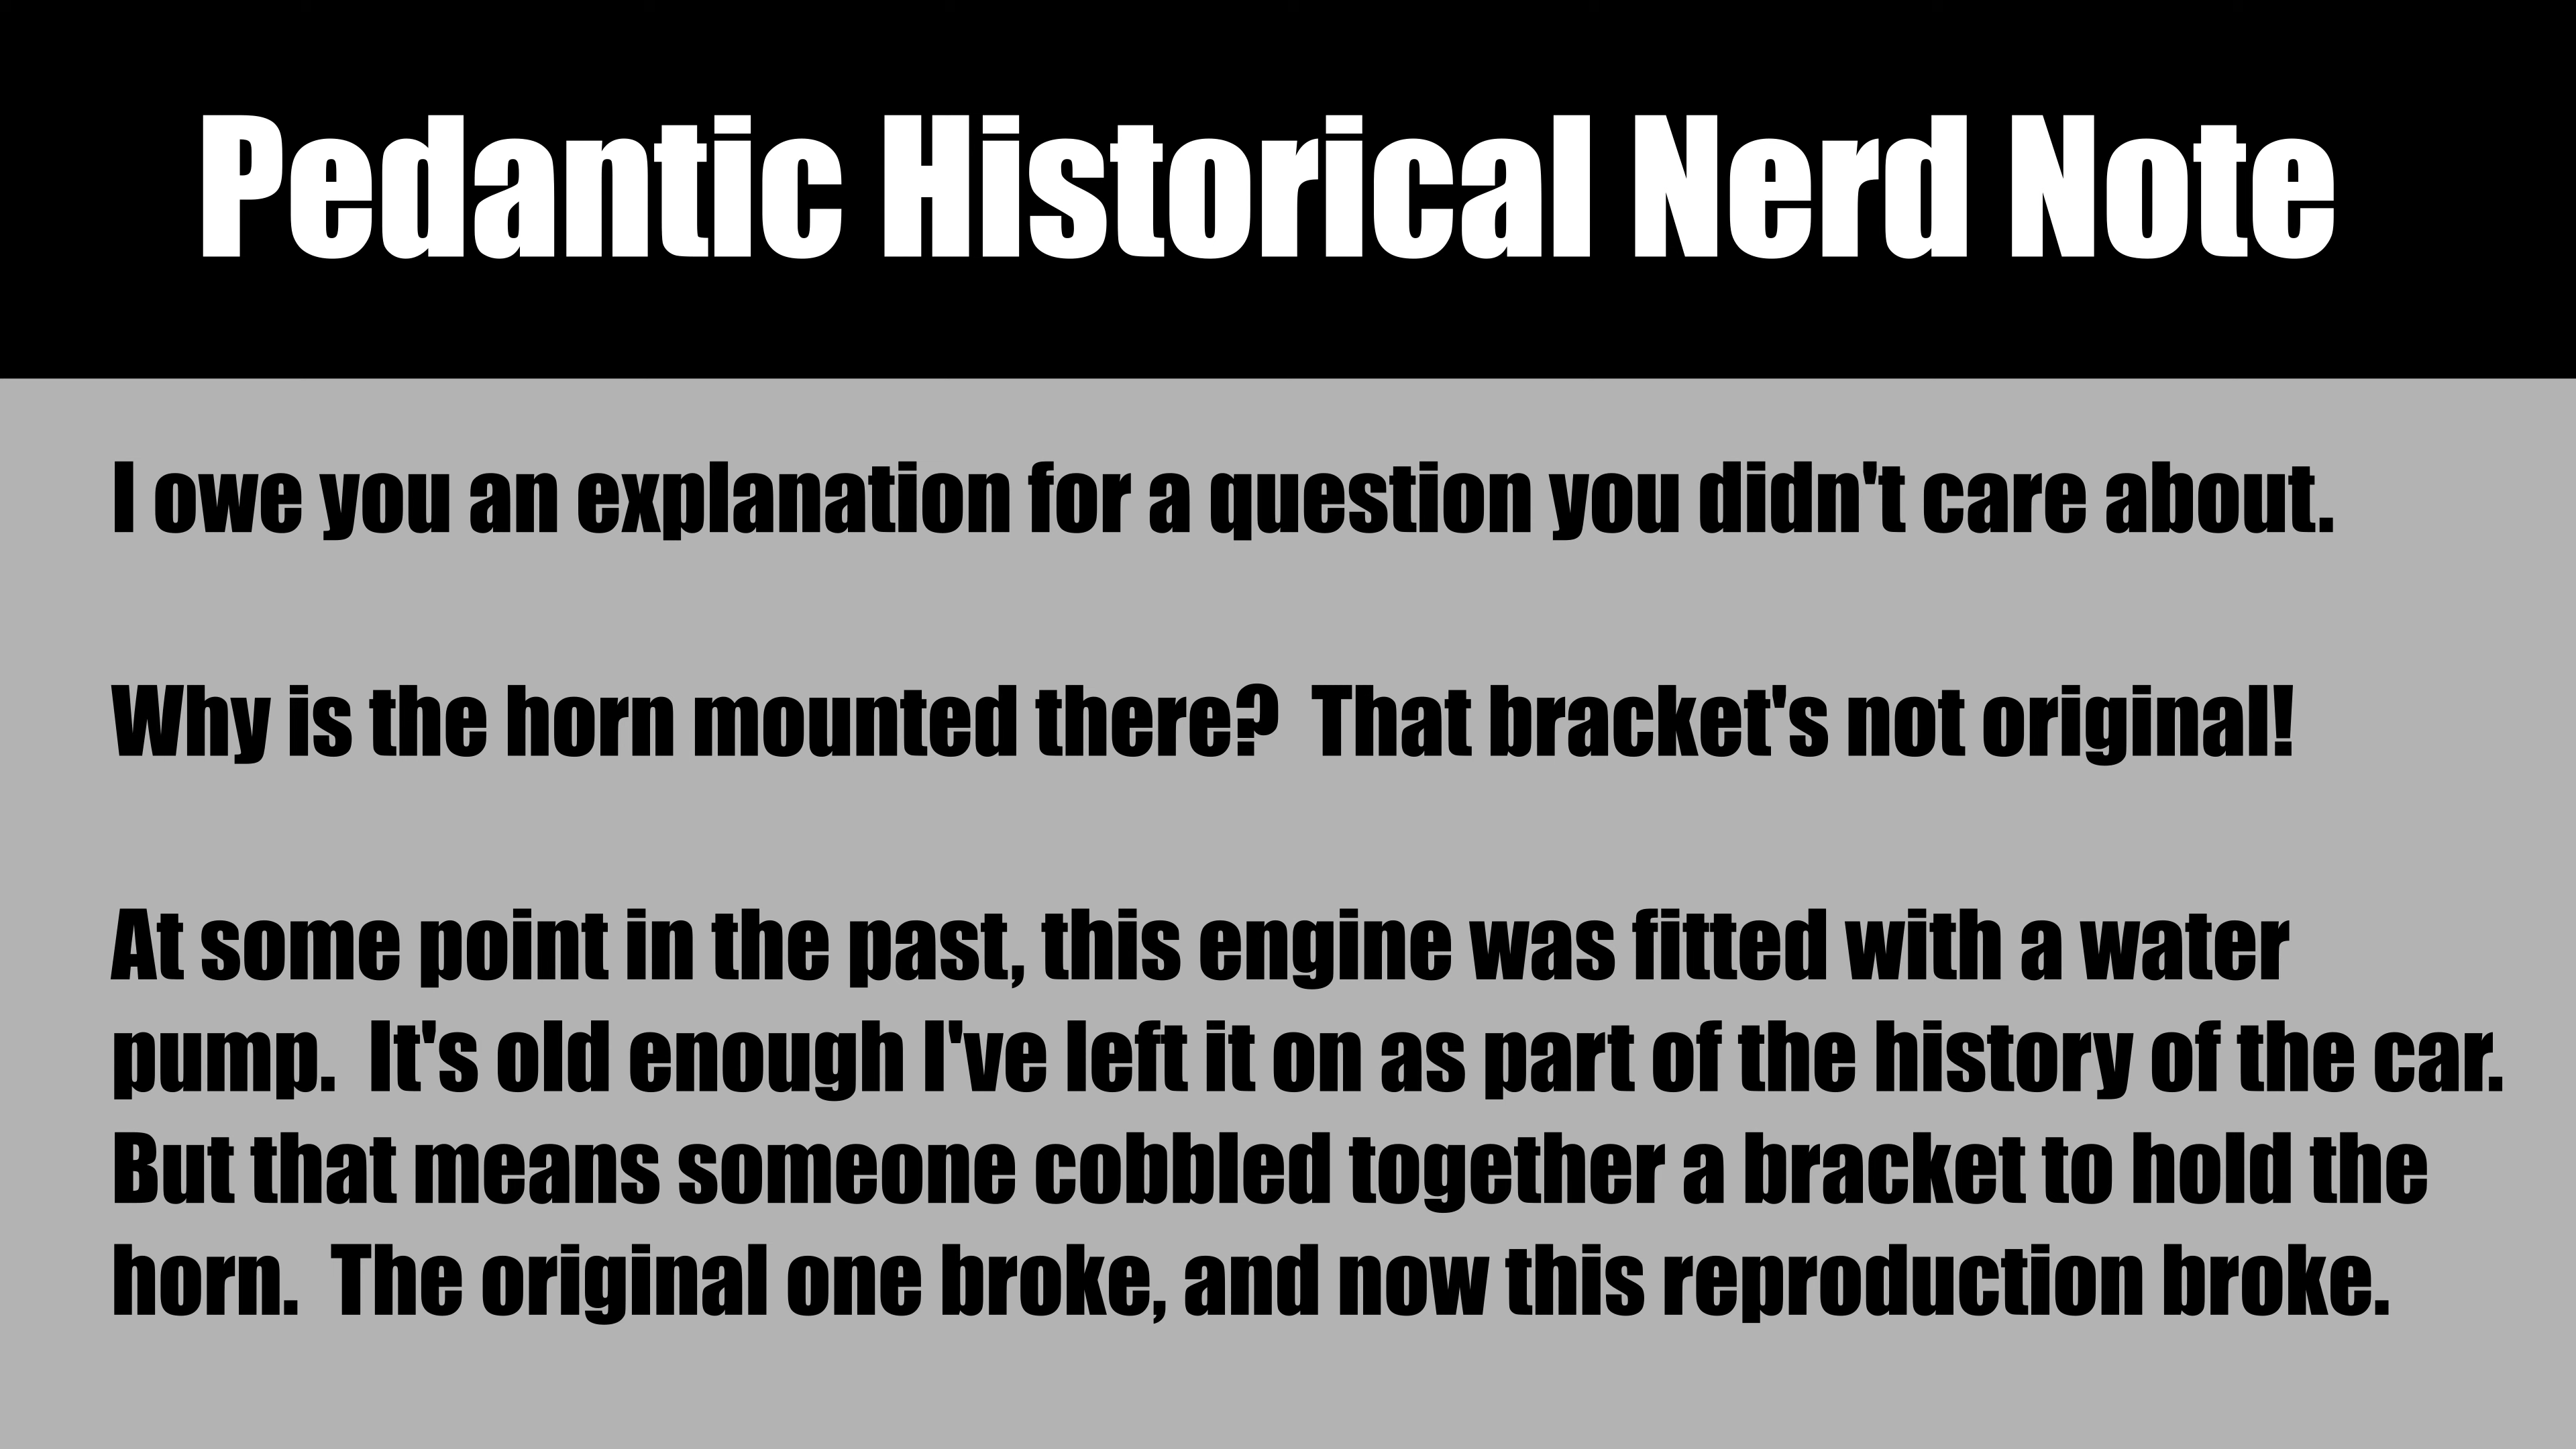 Pedantic Historical Nerd Note
I owe you an explanation for a question you didn't care about.
Why is the horn mounted there?  That bracket's not original!
At some point in the past, this engine was fitted with a water
pump.  It's old enough I've left it on as part of the history of the car.
But that means someone cobbled together a bracket to hold the
horn.  The original one broke, and now this reproduction broke.